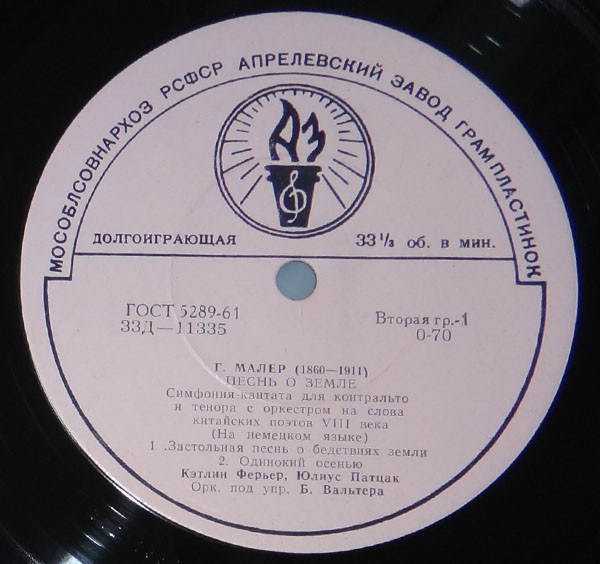 МОСОБЛСОВНАРХОЗ РСФСР АПРЕЛЕВСКИЙ ЗАВОД ГРАМПЛАСТИНОК
АЗ
ДОЛГОИГРАЮЩАЯ 33⅓ об. в мин.
ГОСТ 5289-61
33Д—11335
Вторая гр.-1
0-70
Г. МАЛЕР (1860—1911)
ПЕСНЬ О ЗЕМЛЕ
Симфония-кантата для контральто
и тенора с оркестром на слова
китайских поэтов VIII века
(На немецком языке)
1 .Застольная песнь о бедствиях земли
2. Одинокий осенью
Кэтлин Ферьер, Юлиус Патцак
Орк. под упр. Б. Вальтера